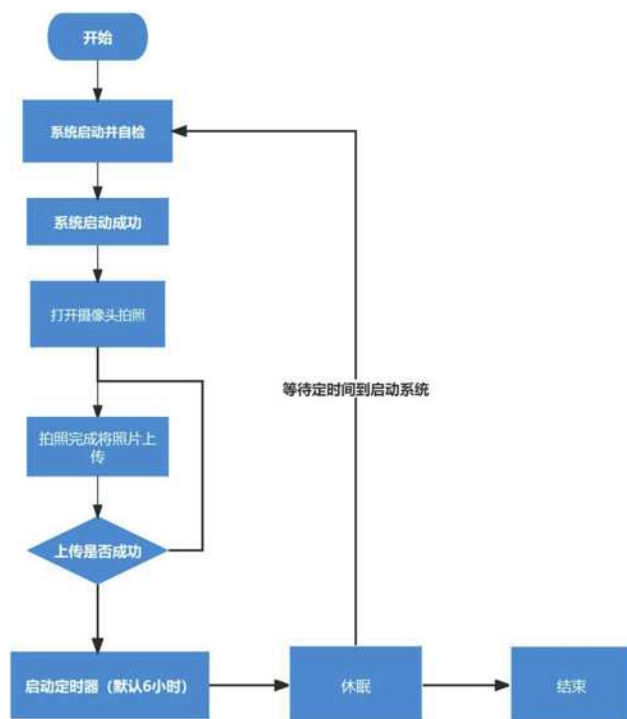 开始
系统启动并自检
系统启动成功
打开摄像头拍照
等待定时间到启动系统
拍照完成将照片上
传
上传是否成功
启动定时器（默认6小时）
休眠
结束